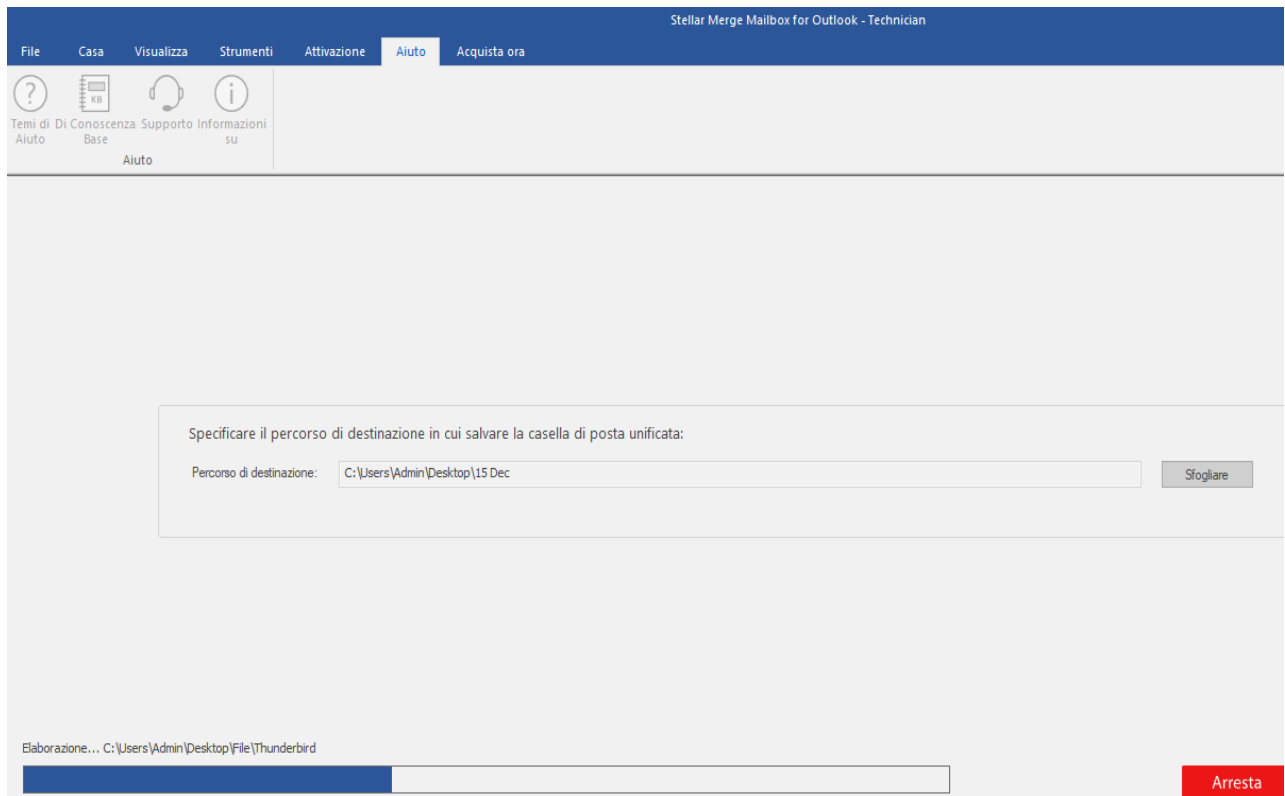 Stellar Merge Mailbox for Outlook - Technician
File Casa Visualizza Strumenti Attivazione Aiuto Acquista ora
?
KB
i
Temi di Aiuto
Di Conoscenza Base
Supporto
Informazioni su
Aiuto
Specificare il percorso di destinazione in cui salvare la casella di posta unificata:
Percorso di destinazione: C:\Users\Admin\Desktop\15 Dec Sfogliare
Elaborazione... C:\Users\Admin\Desktop\File\Thunderbird
Arresta